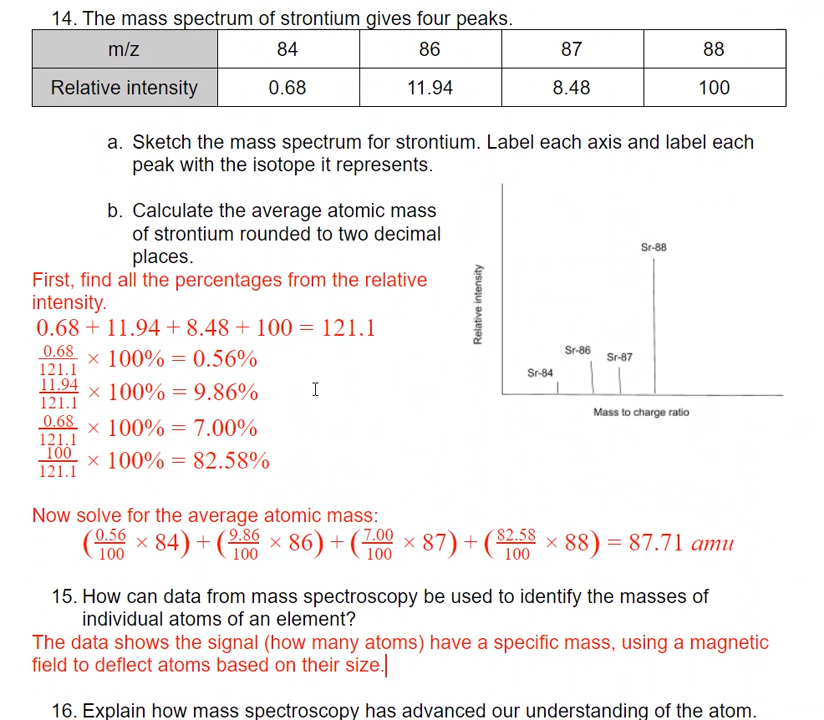 14. The mass spectrum of strontium gives four peaks.
m/z 84 86 87 88
Relative intensity 0.68 11.94 8.48 100
a. Sketch the mass spectrum for strontium. Label each axis and label each
peak with the isotope it represents.
b. Calculate the average atomic mass
of strontium rounded to two decimal
places.
First, find all the percentages from the relative
intensity.
0.68 + 11.94 + 8.48 + 100 = 121.1
0.68/121.1 × 100% = 0.56%
11.94/121.1 × 100% = 9.86%
0.68/121.1 × 100% = 7.00%
100/121.1 × 100% = 82.58%
Relative intensity
Sr-84
Sr-86
Sr-87
Sr-88
Mass to charge ratio
Now solve for the average atomic mass:
(0.56/100 × 84) + (9.86/100 × 86) + (7.00/100 × 87) + (82.58/100 × 88) = 87.71 amu
15. How can data from mass spectroscopy be used to identify the masses of
individual atoms of an element?
The data shows the signal (how many atoms) have a specific mass, using a magnetic
field to deflect atoms based on their size.
16. Explain how mass spectroscopy has advanced our understanding of the atom.